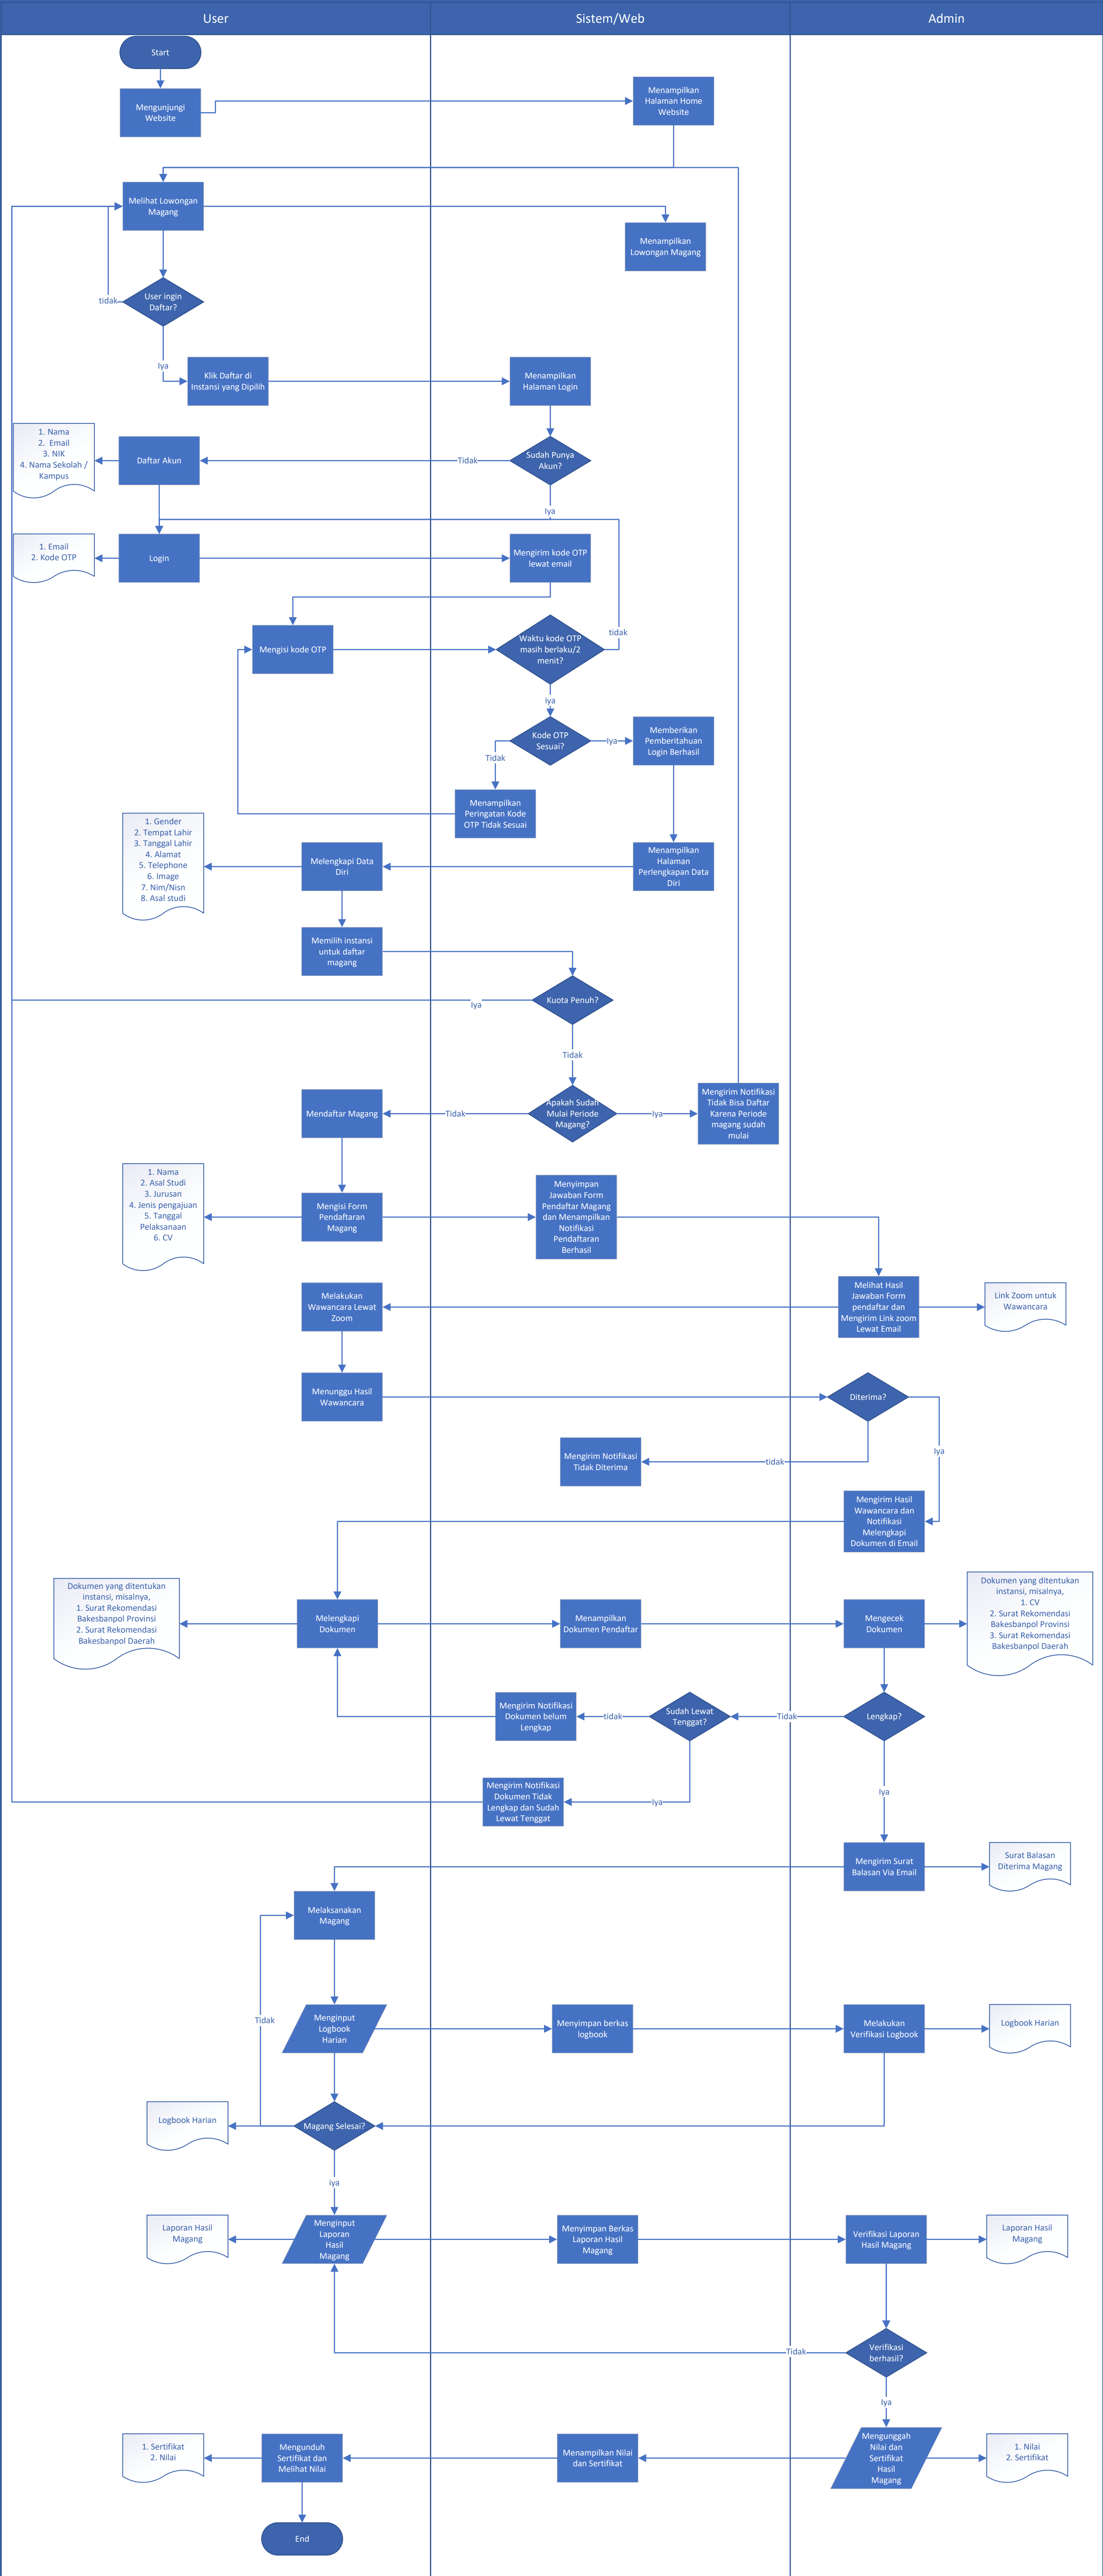 User
Sistem/Web
Admin
Start
Mengunjungi
Website
Menampilkan
Halaman Home
Website
Melihat Lowongan
Magang
Menampilkan
Lowongan Magang
User ingin
Daftar?
tidak
Iya
Klik Daftar di
Instansi yang Dipilih
Menampilkan
Halaman Login
1. Nama
2. Email
3. NIK
4. Nama Sekolah /
Kampus
Daftar Akun
Tidak
Sudah Punya
Akun?
Iya
1. Email
2. Kode OTP
Login
Mengirim kode OTP
lewat email
Mengisi kode OTP
Waktu kode OTP
masih berlaku/2
menit?
tidak
iya
Kode OTP
Sesuai?
Iya
Tidak
Memberikan
Pemberitahuan
Login Berhasil
Menampilkan
Peringatan Kode
OTP Tidak Sesuai
1. Gender
2. Tempat Lahir
3. Tanggal Lahir
4. Alamat
5. Telephone
6. Image
7. Nim/Nisn
8. Asal studi
Melengkapi Data
Diri
Menampilkan
Halaman
Perlengkapan Data
Diri
Memilih instansi
untuk daftar
magang
Kuota Penuh?
Iya
Tidak
Mendaftar Magang
Tidak
Apakah Sudah
Mulai Periode
Magang?
Iya
Mengirim Notifikasi
Tidak Bisa Daftar
Karena Periode
magang sudah
mulai
1. Nama
2. Asal Studi
3. Jurusan
4. Jenis pengajuan
5. Tanggal
Pelaksanaan
6. CV
Mengisi Form
Pendaftaran
Magang
Menyimpan
Jawaban Form
Pendaftar Magang
dan Menampilkan
Notifikasi
Pendaftaran
Berhasil
Melakukan
Wawancara Lewat
Zoom
Melihat Hasil
Jawaban Form
pendaftar dan
Mengirim Link zoom
Lewat Email
Link Zoom untuk
Wawancara
Menunggu Hasil
Wawancara
Diterima?
Iya
Mengirim Notifikasi
Tidak Diterima
tidak
Mengirim Hasil
Wawancara dan
Notifikasi
Melengkapi
Dokumen di Email
Dokumen yang ditentukan
instansi, misalnya,
1. Surat Rekomendasi
Bakesbanpol Provinsi
2. Surat Rekomendasi
Bakesbanpol Daerah
Melengkapi
Dokumen
Menampilkan
Dokumen Pendaftar
Mengecek
Dokumen
Dokumen yang ditentukan
instansi, misalnya,
1. CV
2. Surat Rekomendasi
Bakesbanpol Provinsi
3. Surat Rekomendasi
Bakesbanpol Daerah
Mengirim Notifikasi
Dokumen belum
Lengkap
tidak
Sudah Lewat
Tenggat?
Tidak
Lengkap?
Mengirim Notifikasi
Dokumen Tidak
Lengkap dan Sudah
Lewat Tenggat
Iya
Iya
Mengirim Surat
Balasan Via Email
Surat Balasan
Diterima Magang
Melaksanakan
Magang
Tidak
Menginput
Logbook
Harian
Menyimpan berkas
logbook
Melakukan
Verifikasi Logbook
Logbook Harian
Logbook Harian
Magang Selesai?
iya
Laporan Hasil
Magang
Menginput
Laporan
Hasil
Magang
Menyimpan Berkas
Laporan Hasil
Magang
Verifikasi Laporan
Hasil Magang
Laporan Hasil
Magang
Tidak
Verifikasi
berhasil?
Iya
1. Sertifikat
2. Nilai
Mengunduh
Sertifikat dan
Melihat Nilai
Menampilkan Nilai
dan Sertifikat
Mengunggah
Nilai dan
Sertifikat
Hasil
Magang
1. Nilai
2. Sertifikat
End